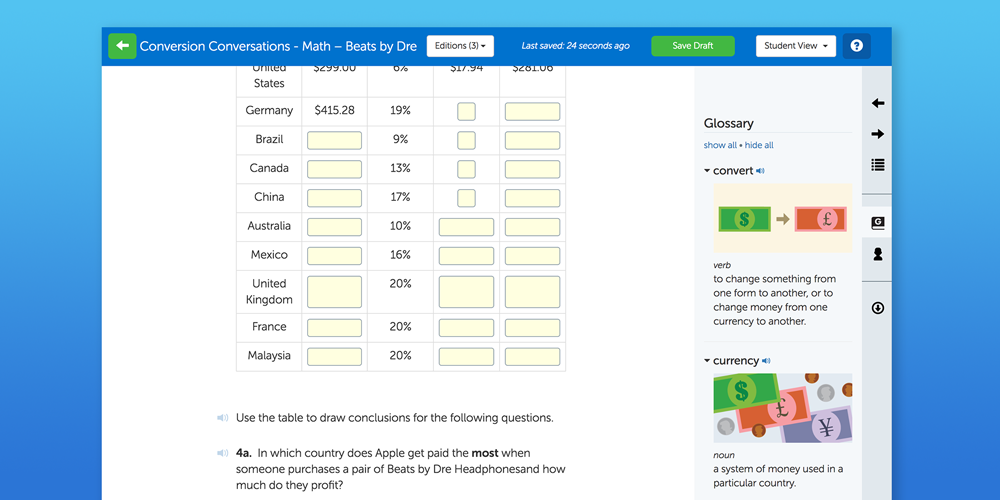 Conversion Conversations - Math – Beats by Dre
Editions (3)
Last saved: 24 seconds ago
Save Draft
Student View
?
United States $299.00 6% $17.94 $281.06
Germany $415.28 19%
Brazil 9%
Canada 13%
China 17%
Australia 10%
Mexico 16%
United Kingdom 20%
France 20%
Malaysia 20%
Use the table to draw conclusions for the following questions.
4a. In which country does Apple get paid the most when
someone purchases a pair of Beats by Dre Headphonesand how
much do they profit?
Glossary
show all • hide all
convert
$ £
verb
to change something from
one form to another, or to
change money from one
currency to another.
currency
$ £ ¥
noun
a system of money used in a
particular country.
G